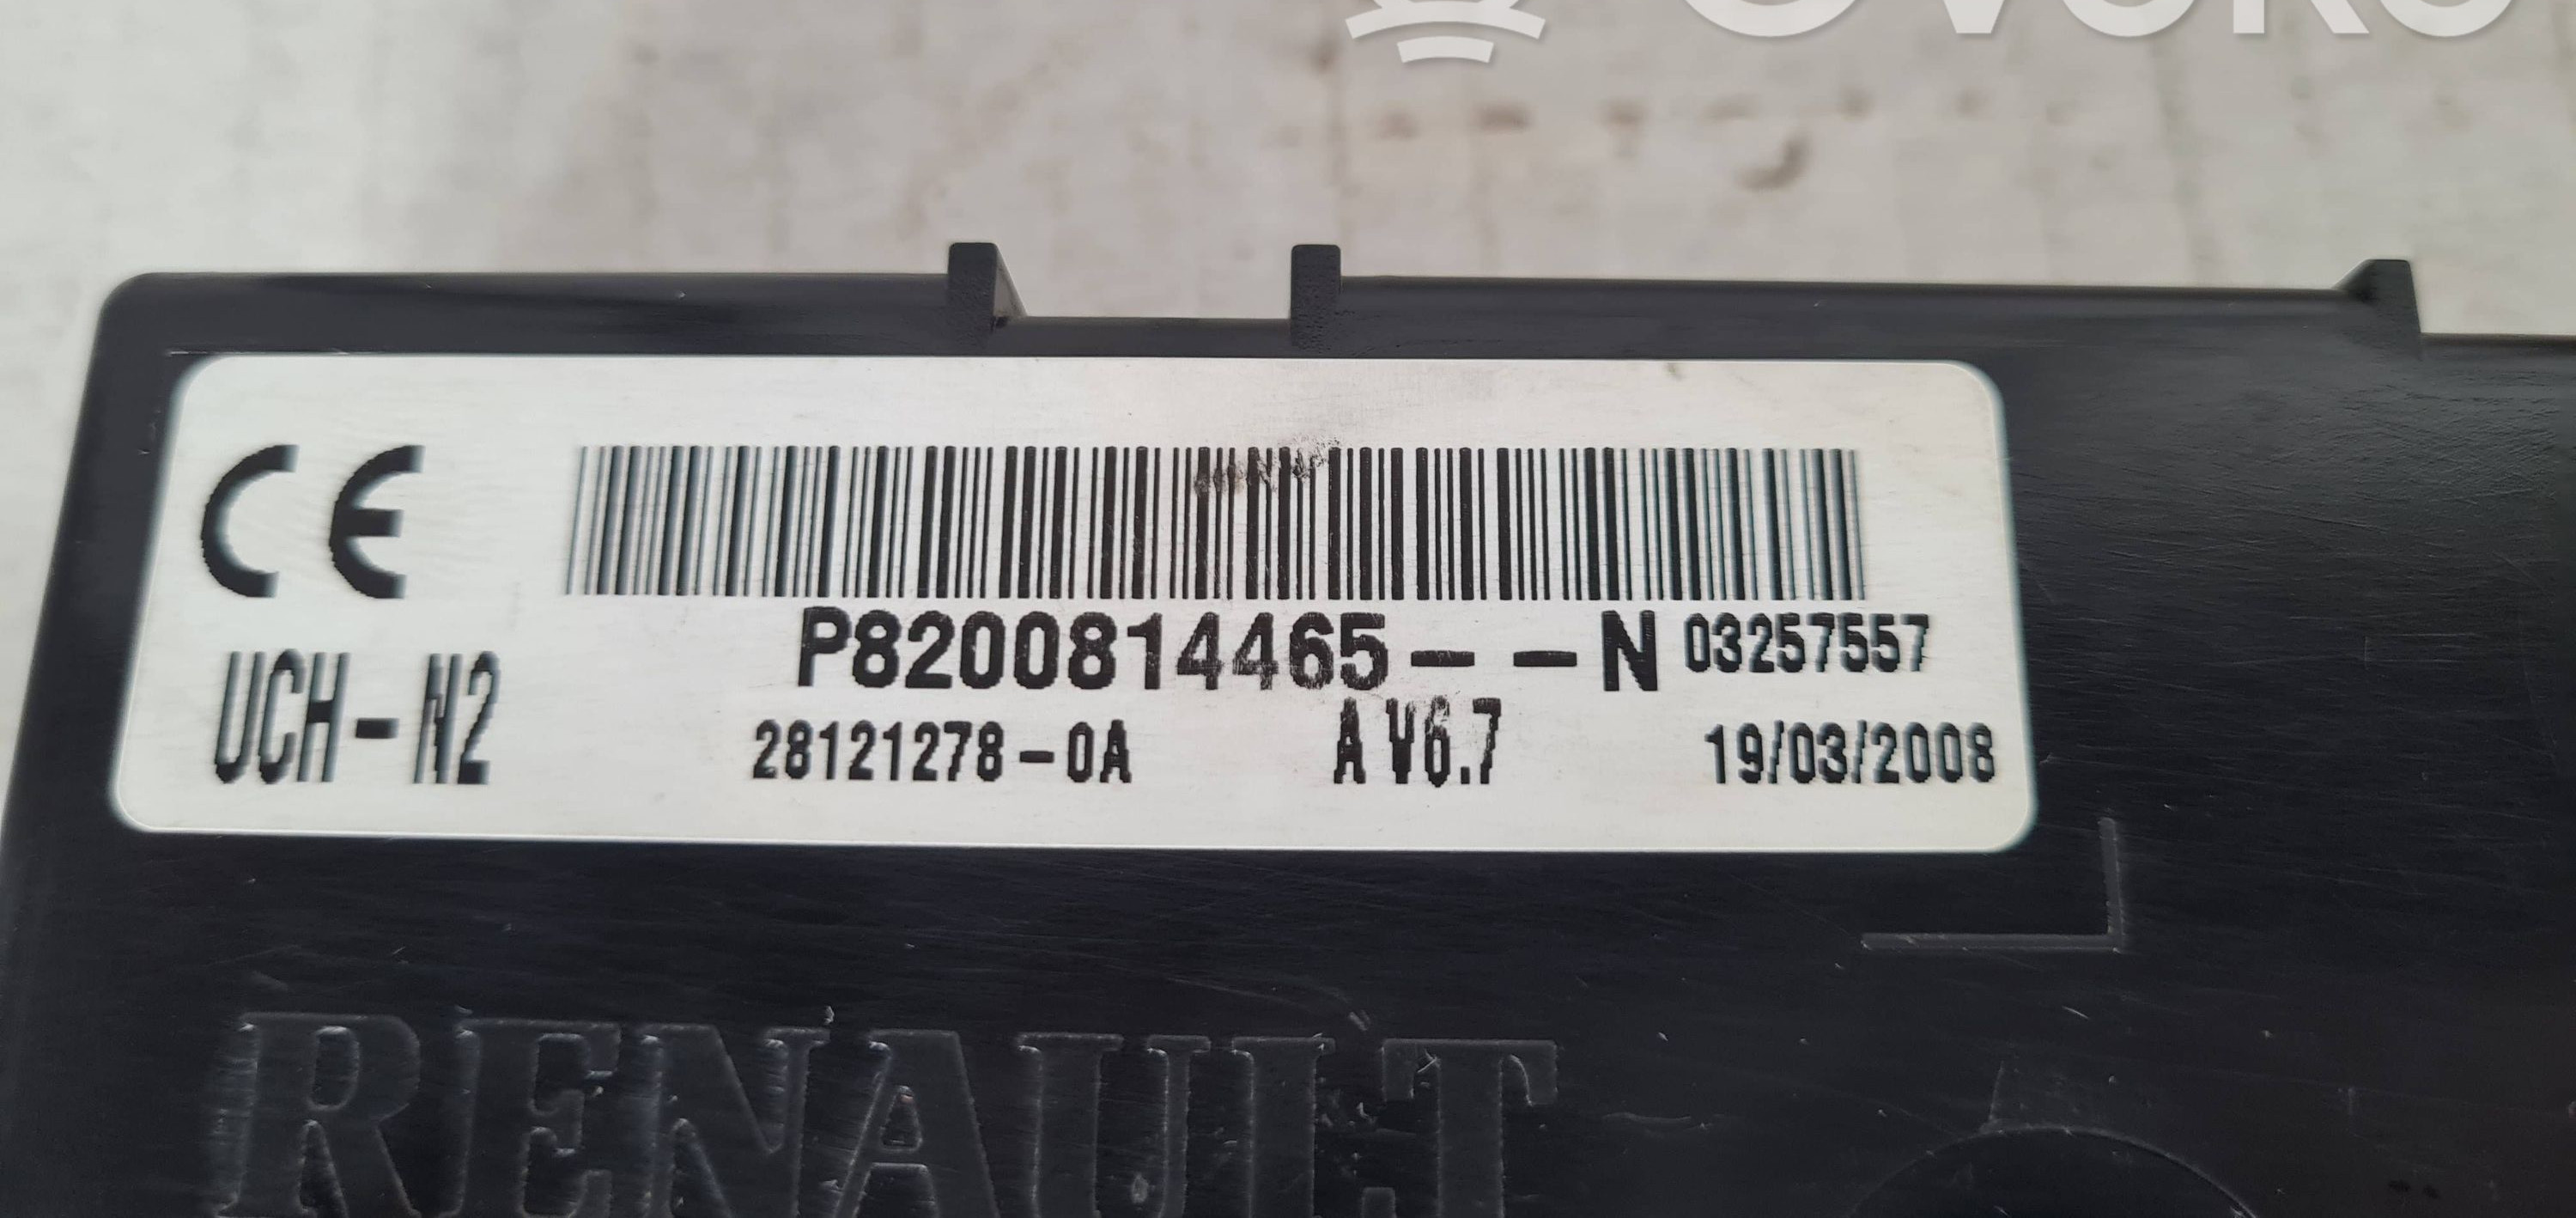 CE
P8200814465- -N 03257557
UCH-N2
28121278-0A A V6.7 19/03/2008
RENAULT